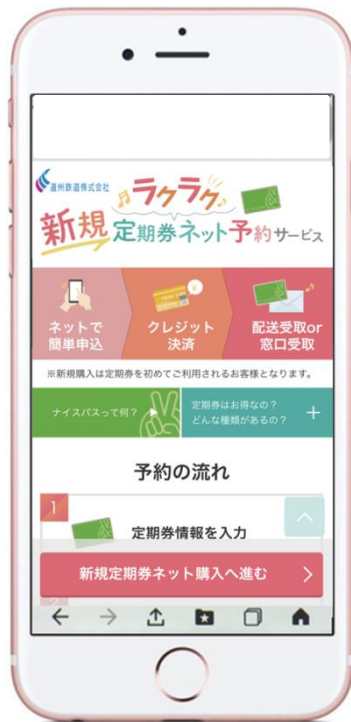 遠州鉄道株式会社
ラクラク
新規定期券ネット予約サービス
ネットで
簡単申込
クレジット
決済
配送受取or
窓口受取
※新規購入は定期券を初めてご利用されるお客様となります。
ナイスパスって何？
定期券はお得なの？
どんな種類があるの？
予約の流れ
1
定期券情報を入力
新規定期券ネット購入へ進む
2